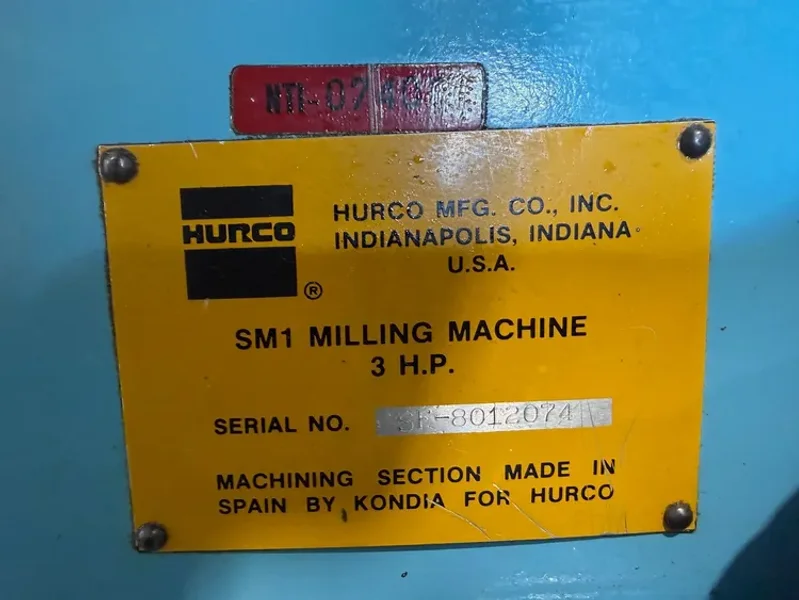 HURCO
®
HURCO MFG. CO., INC.
INDIANAPOLIS, INDIANA
U.S.A.
SM1 MILLING MACHINE
3 H.P.
SERIAL NO.
MACHINING SECTION MADE IN
SPAIN BY KONDIA FOR HURCO